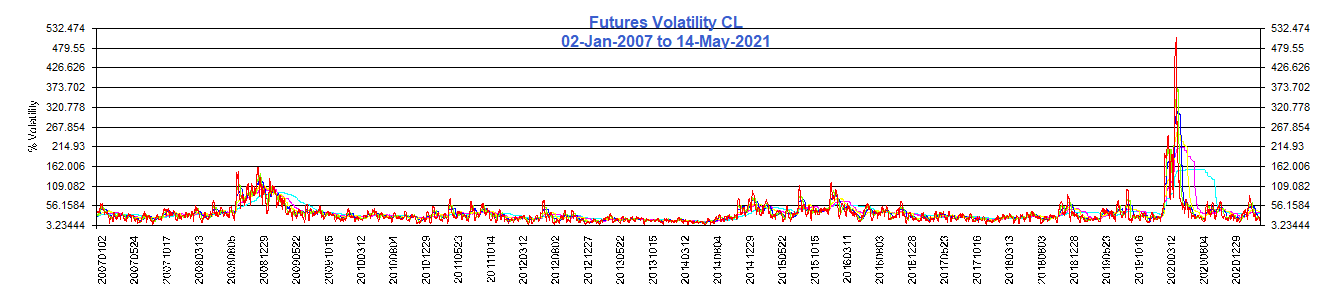 Futures Volatility CL
02-Jan-2007 to 14-May-2021
532.474 532.474
479.55 479.55
426.626 426.626
373.702 373.702
320.778 320.778
267.854 267.854
214.93 214.93
162.006 162.006
109.082 109.082
56.1584 56.1584
3.23444 3.23444
% Volatility
20070102 20070524 20071017 20080313 20080805 20081229 20090522 20091015 20100312 20100804 20101229 20110523 20111014 20120312 20120802 20121227 20130522 20131015 20140312 20140804 20141229 20150522 20151015 20160311 20160803 20161228 20170523 20171016 20180313 20180803 20181228 20190523 20191016 20200312 20200804 20201229